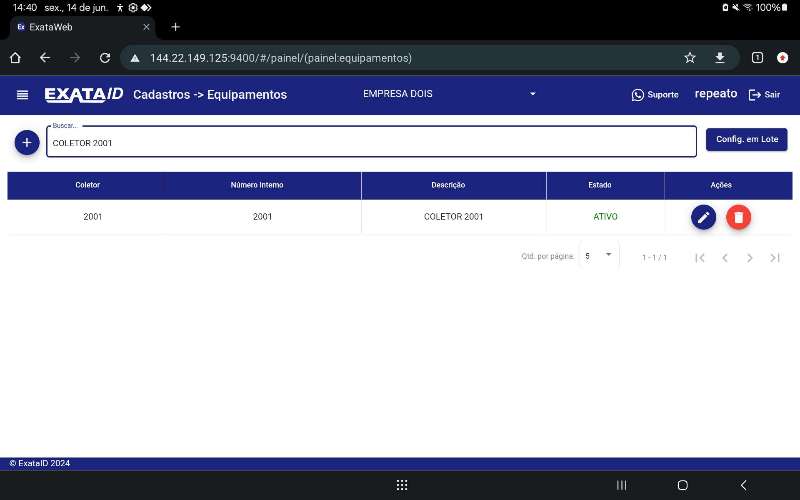 14:40 sex., 14 de jun. 100%
ExataWeb
144.22.149.125:9400/#/painel/(painel:equipamentos) 1
EXATAID Cadastros -> Equipamentos EMPRESA DOIS Suporte repeato Sair
Buscar...
COLETOR 2001 Config. em Lote
Coletor Número Interno Descrição Estado Ações
2001 2001 COLETOR 2001 ATIVO
Qtd. por página: 5 1 - 1 / 1
© ExataID 2024